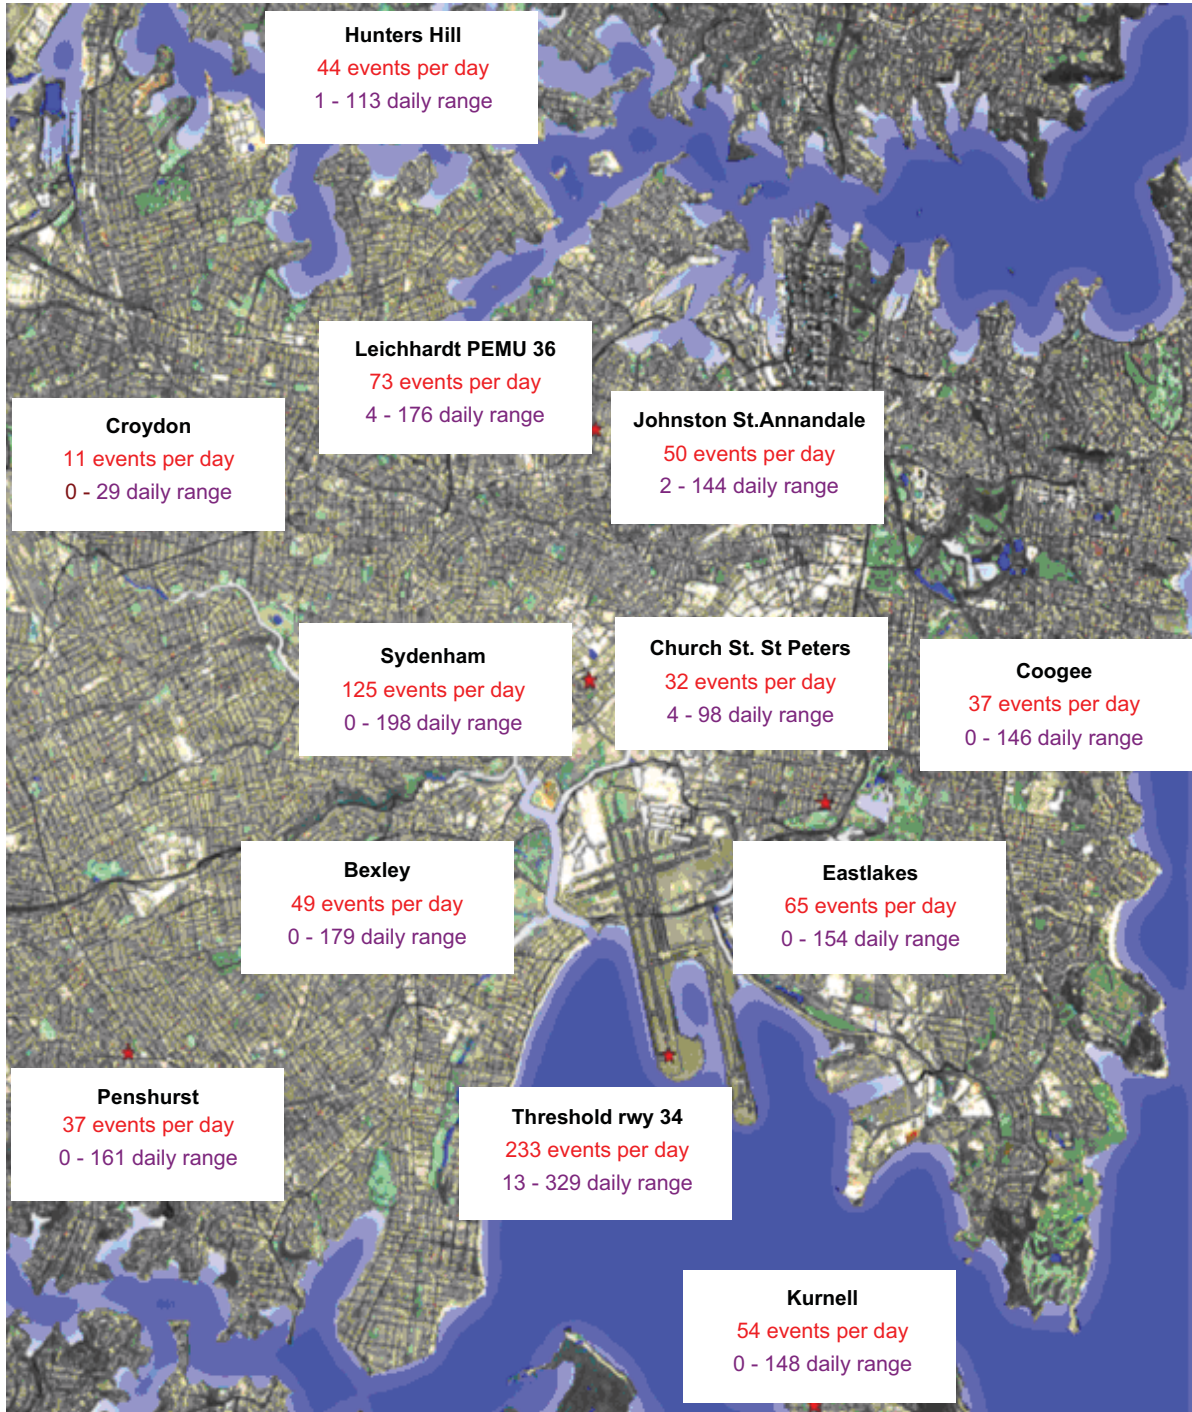 Hunters Hill
44 events per day
1 - 113 daily range
Leichhardt PEMU 36
73 events per day
4 - 176 daily range
Johnston St.Annandale
50 events per day
2 - 144 daily range
Croydon
11 events per day
0 - 29 daily range
Sydenham
125 events per day
0 - 198 daily range
Church St. St Peters
32 events per day
4 - 98 daily range
Coogee
37 events per day
0 - 146 daily range
Bexley
49 events per day
0 - 179 daily range
Eastlakes
65 events per day
0 - 154 daily range
Penshurst
37 events per day
0 - 161 daily range
Threshold rwy 34
233 events per day
13 - 329 daily range
Kurnell
54 events per day
0 - 148 daily range